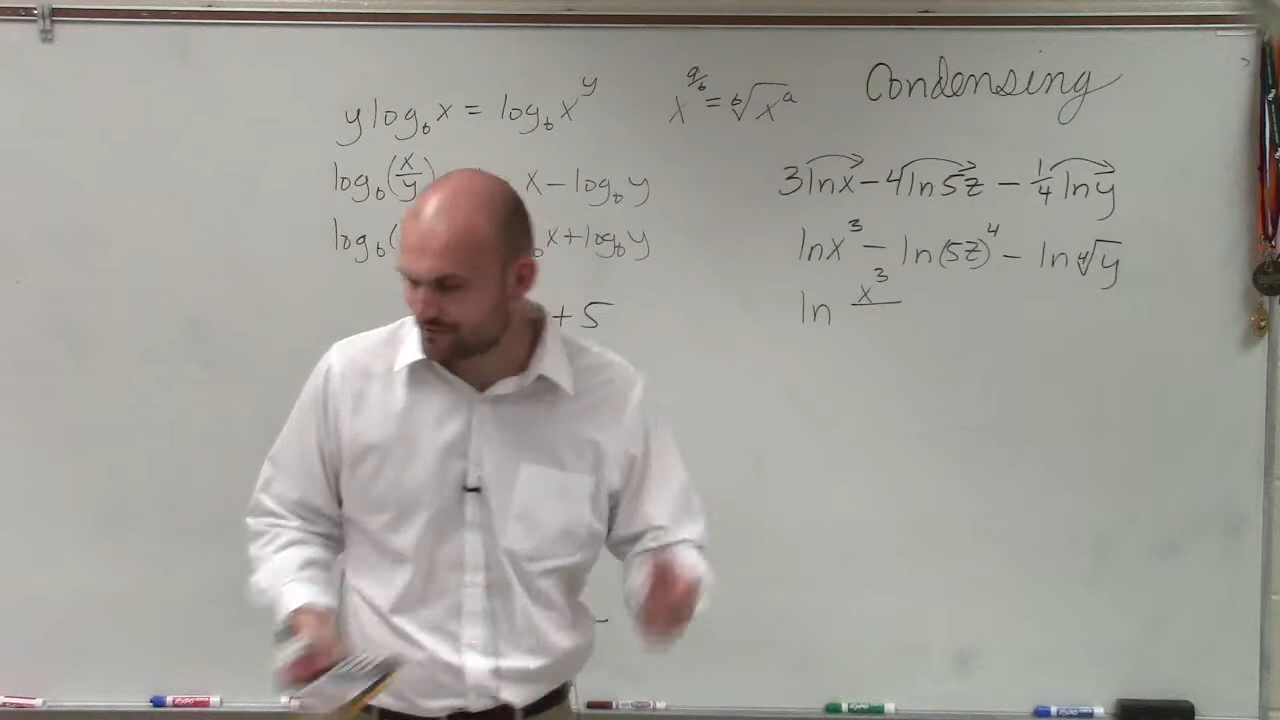 Condensing
y log_b x = log_b x^y
x^(a/b) = ᵇ√(x^a)
log_b(x/y) x − log_b y
log_b( _b x + log_b y
+ 5
3 ln x − 4 ln 5z − 1/4 ln y
ln x^3 − ln(5z)^4 − ln ⁴√y
ln x^3